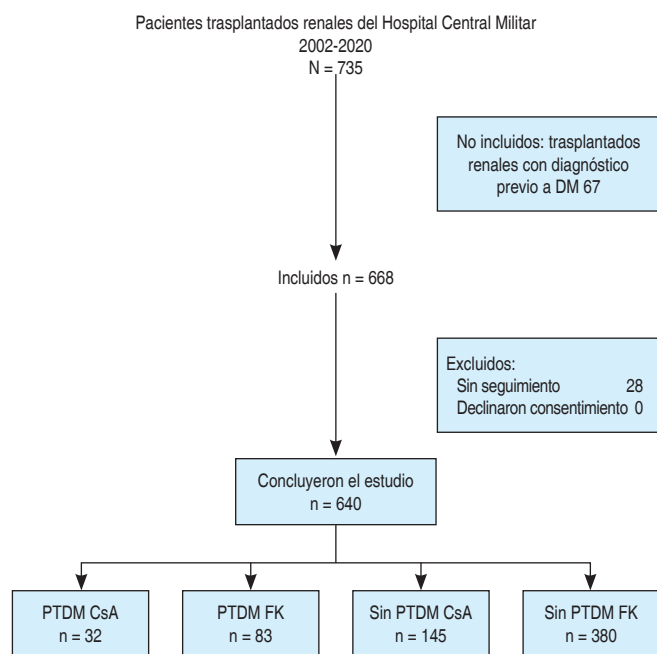 Pacientes trasplantados renales del Hospital Central Militar
2002-2020
N = 735
No incluidos: trasplantados
renales con diagnóstico
previo a DM 67
Incluidos n = 668
Excluidos:
Sin seguimiento 28
Declinaron consentimiento 0
Concluyeron el estudio
n = 640
PTDM CsA
n = 32
PTDM FK
n = 83
Sin PTDM CsA
n = 145
Sin PTDM FK
n = 380